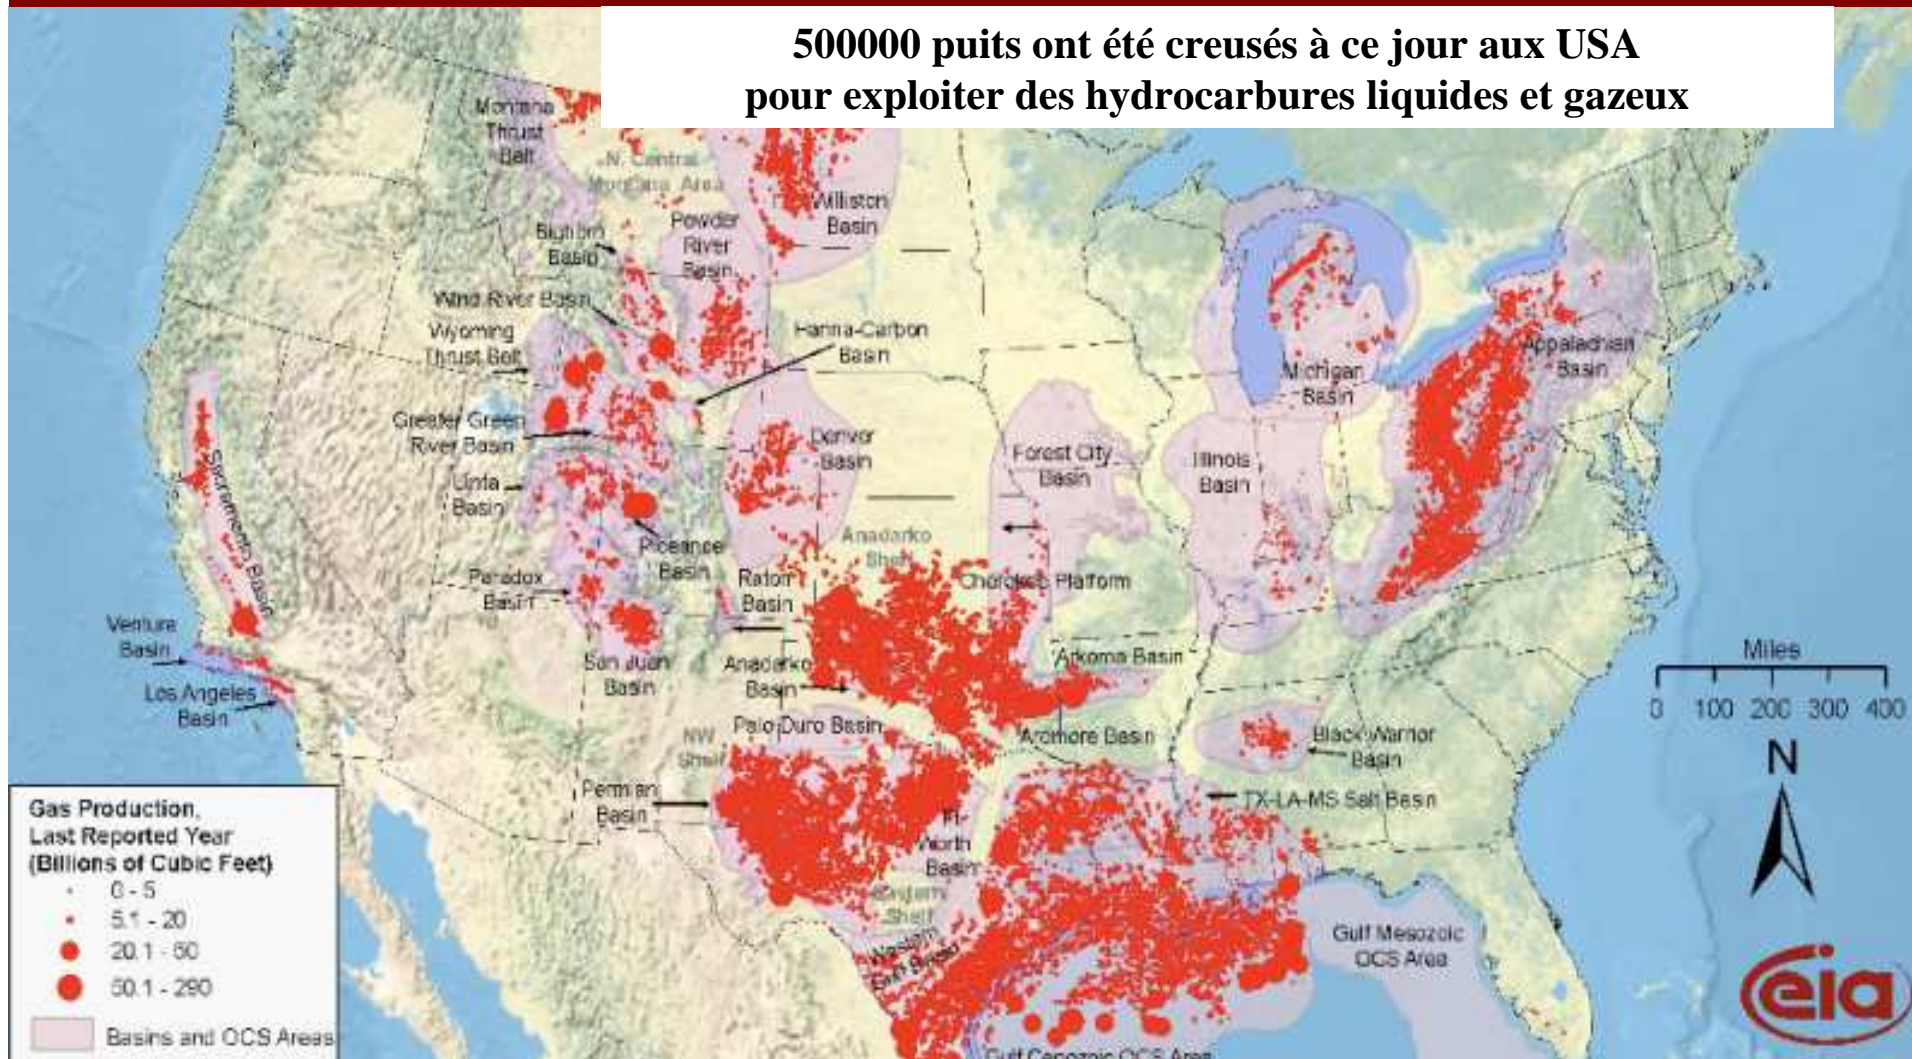 500000 puits ont été creusés à ce jour aux USA
pour exploiter des hydrocarbures liquides et gazeux
Montana
Thrust
Belt
N. Central
Montana Area
Williston
Basin
Powder
River
Basin
Bighorn
Basin
Wind River Basin
Wyoming
Thrust Belt
Hanna-Carbon
Basin
Greater Green
River Basin
Denver
Basin
Forest City
Basin
Illinois
Basin
Michigan
Basin
Appalachian
Basin
Uinta
Basin
Sacramento Basin
Piceance
Basin
Anadarko
Shelf
Cherokee Platform
Paradox
Basin
Raton
Basin
Ventura
Basin
San Juan
Basin
Anadarko
Basin
Arkoma Basin
Los Angeles
Basin
Palo Duro Basin
NW
Shelf
Ardmore Basin
Black Warrior
Basin
Permian
Basin
TX-LA-MS Salt Basin
Ft-
Worth
Basin
Eastern
Shelf
Western
Gulf Mesozoic
OCS Area
Gulf Cenozoic OCS Area
Miles
0 100 200 300 400
N
Gas Production,
Last Reported Year
(Billions of Cubic Feet)
0 - 5
5.1 - 20
20.1 - 50
50.1 - 290
Basins and OCS Areas
eia